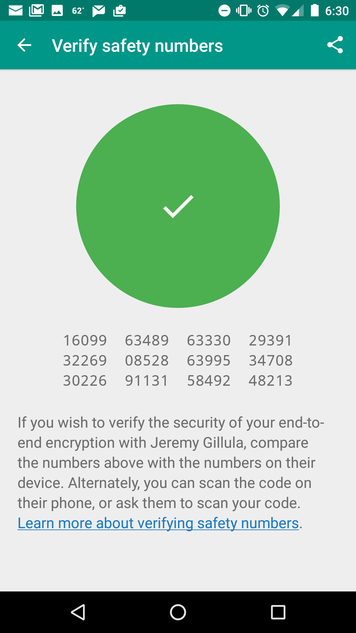 62° 6:30
Verify safety numbers
16099 63489 63330 29391
32269 08528 63995 34708
30226 91131 58492 48213
If you wish to verify the security of your end-to-
end encryption with Jeremy Gillula, compare
the numbers above with the numbers on their
device. Alternately, you can scan the code on
their phone, or ask them to scan your code.
Learn more about verifying safety numbers.